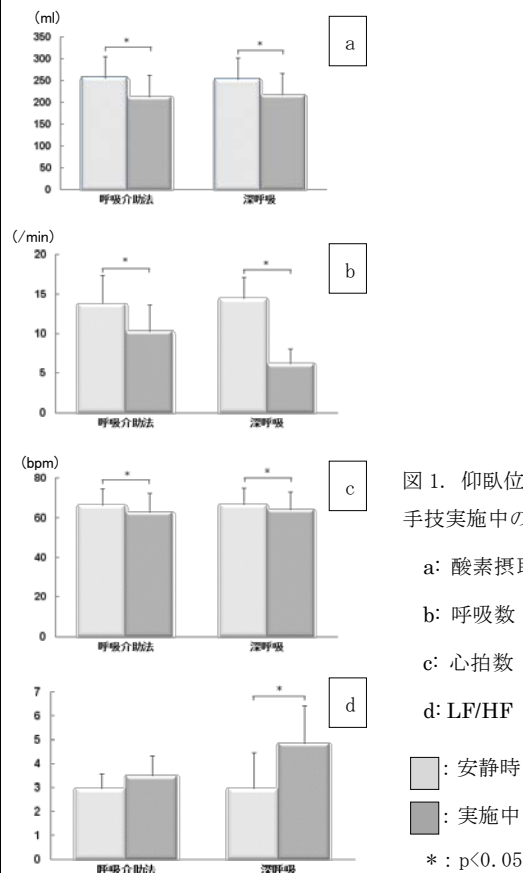 (ml)
350
300
250
200
150
100
50
0
*
*
a
呼吸介助法
深呼吸
(/min)
20
15
10
5
0
*
*
b
呼吸介助法
深呼吸
(bpm)
80
60
40
20
0
*
*
c
呼吸介助法
深呼吸
7
6
5
4
3
2
1
0
*
d
呼吸介助法
深呼吸
図 1. 仰臥位
手技実施中の
a: 酸素摂
b: 呼吸数
c: 心拍数
d: LF/HF
: 安静時
: 実施中
* : p<0.05